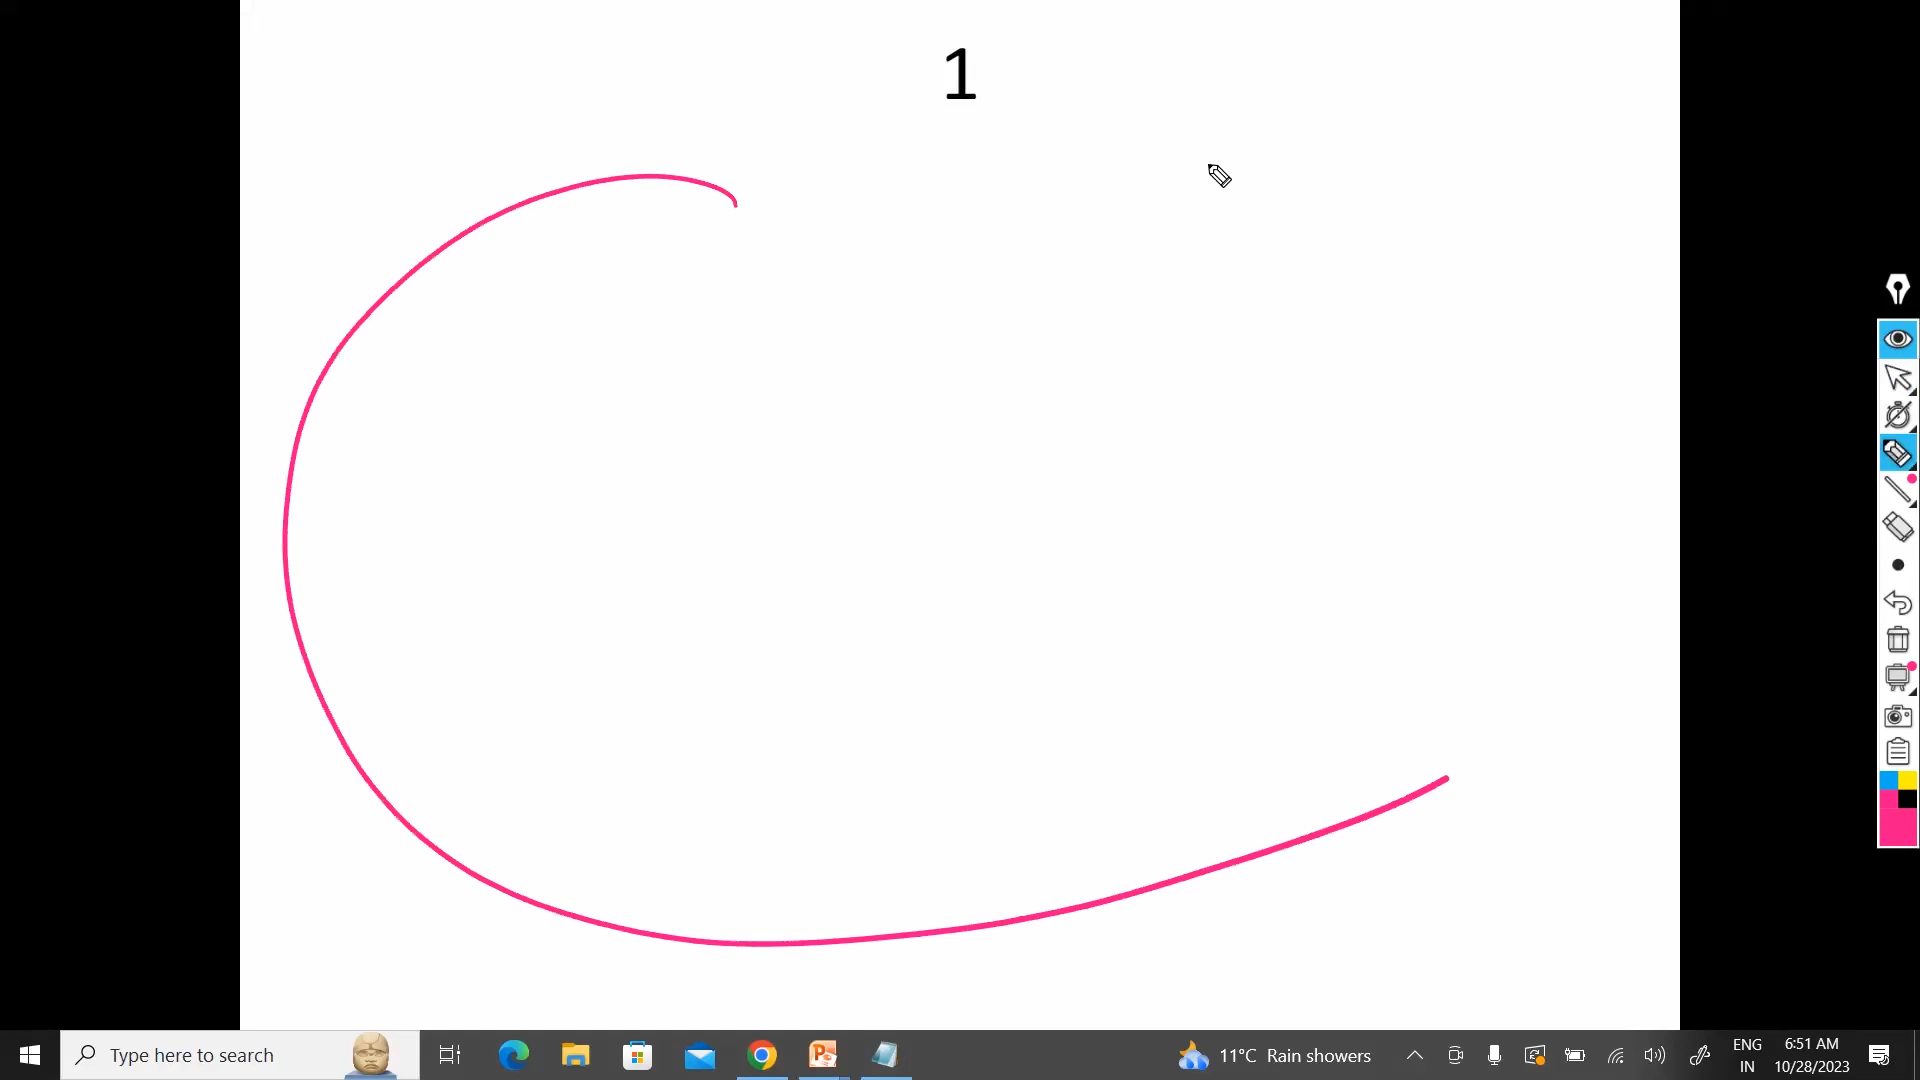 1
Type here to search
11°C Rain showers
ENG
IN
6:51 AM
10/28/2023